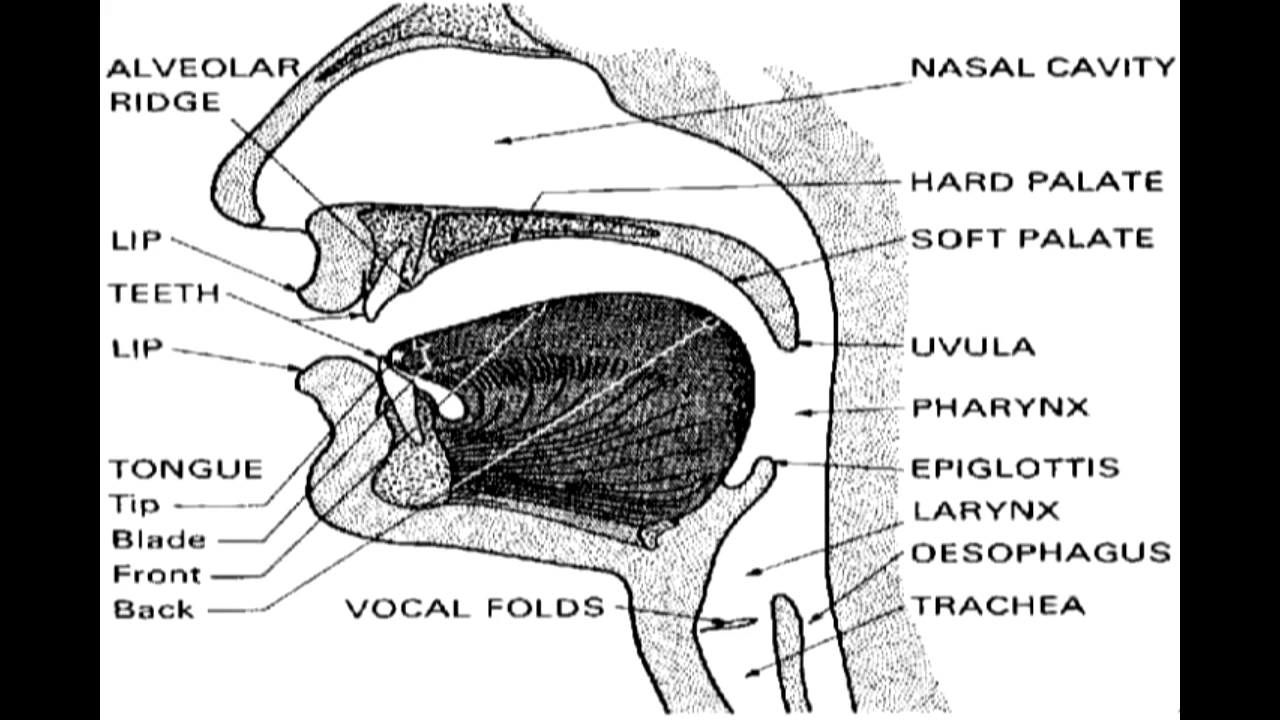 ALVEOLAR
RIDGE
LIP
TEETH
LIP
TONGUE
Tip
Blade
Front
Back
VOCAL FOLDS
NASAL CAVITY
HARD PALATE
SOFT PALATE
UVULA
PHARYNX
EPIGLOTTIS
LARYNX
OESOPHAGUS
TRACHEA